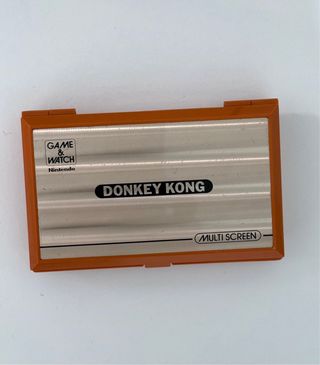 GAME
&
WATCH
Nintendo
DONKEY KONG
MULTI SCREEN